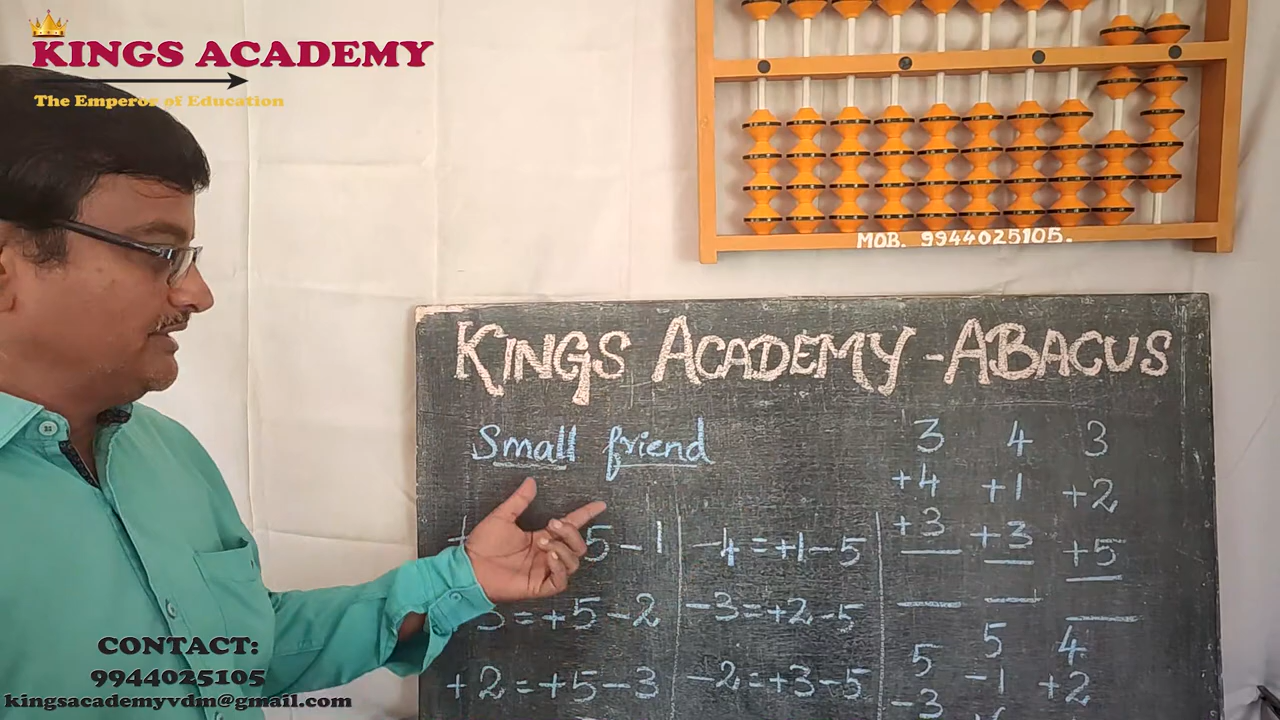 KINGS ACADEMY
The Emperor of Education
MOB. 9944025105.
KINGS ACADEMY - ABACUS
Small friend
5-1
-4=+1-5
3=+5-2
-3=+2-5
+2=+5-3
-2=+3-5
3 4 3
+4 +1 +2
+3 +3 +5
5 5 4
-3 -1 +2
CONTACT:
9944025105
kingsacademyvdm@gmail.com